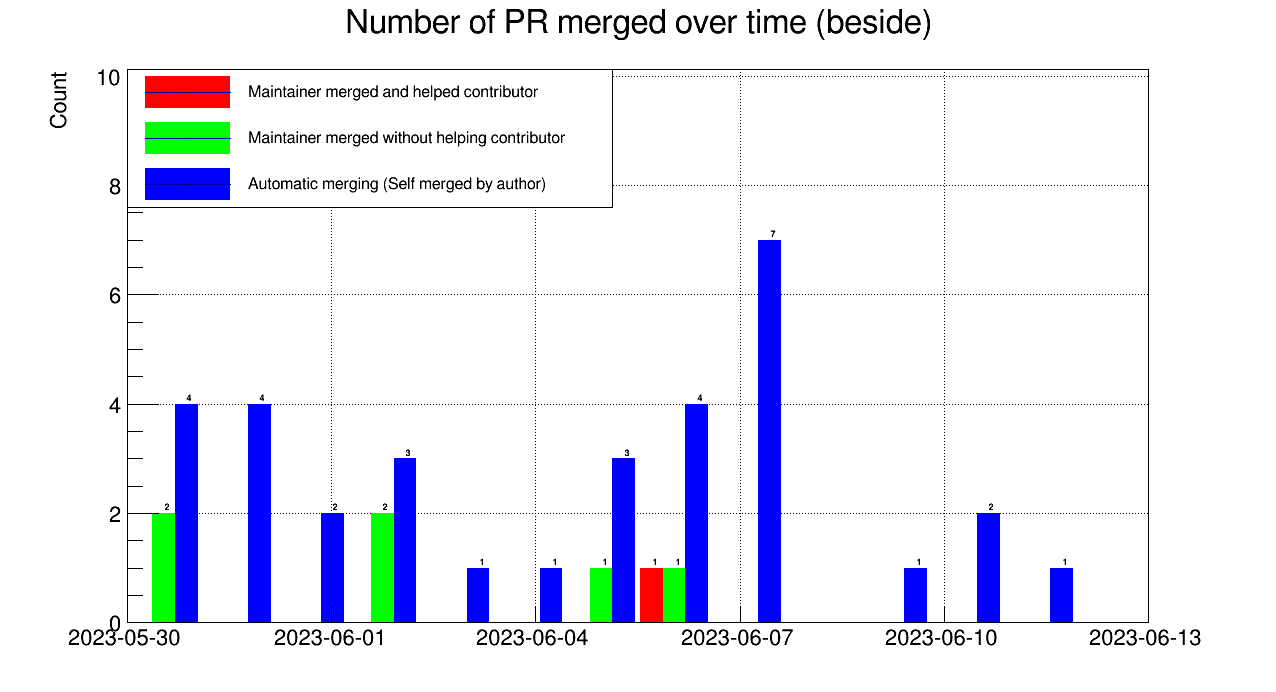 Number of PR merged over time (beside)
Count
10
8
6
4
2
0
Maintainer merged and helped contributor
Maintainer merged without helping contributor
Automatic merging (Self merged by author)
2 4 4 2 2 3 1 1 1 3 1 1 4 7 1 2 1
2023-05-30 2023-06-01 2023-06-04 2023-06-07 2023-06-10 2023-06-13